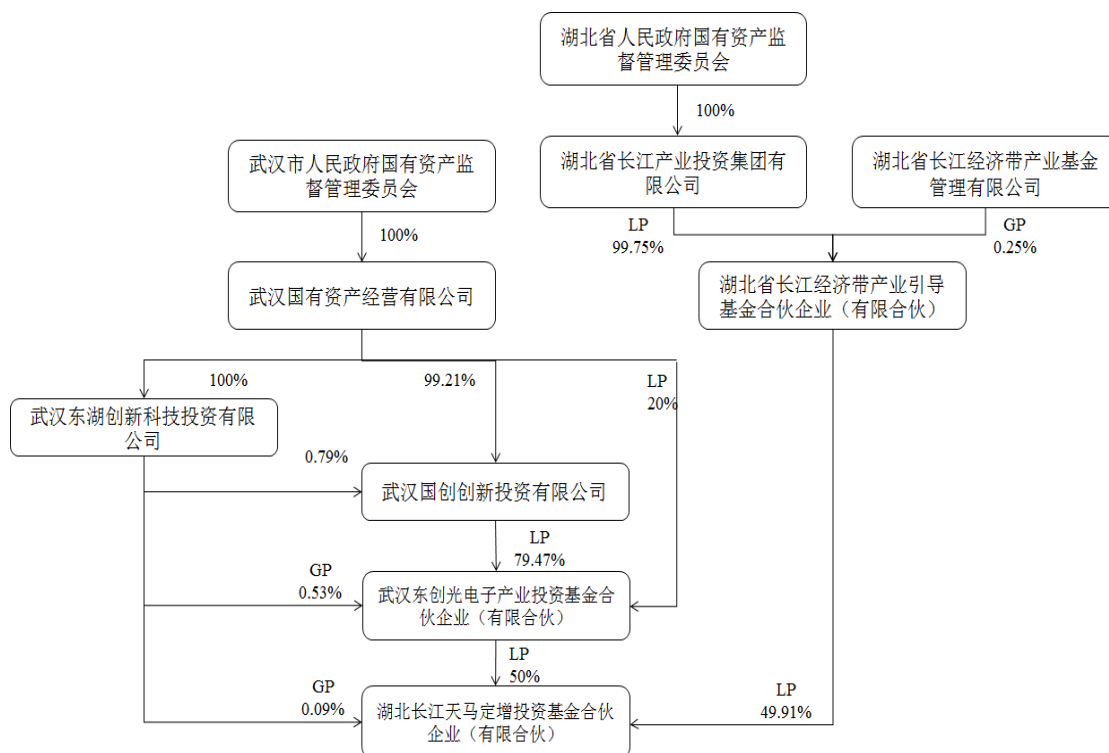 湖北省人民政府国有资产监
督管理委员会
100%
武汉市人民政府国有资产监
督管理委员会
湖北省长江产业投资集团有
限公司
湖北省长江经济带产业基金
管理有限公司
100%
LP
99.75%
GP
0.25%
武汉国有资产经营有限公司
湖北省长江经济带产业引导
基金合伙企业（有限合伙）
100%
99.21%
LP
20%
武汉东湖创新科技投资有限
公司
0.79%
武汉国创创新投资有限公司
LP
79.47%
GP
0.53%
武汉东创光电子产业投资基金合
伙企业（有限合伙）
LP
50%
GP
0.09%
湖北长江天马定增投资基金合伙
企业（有限合伙）
LP
49.91%